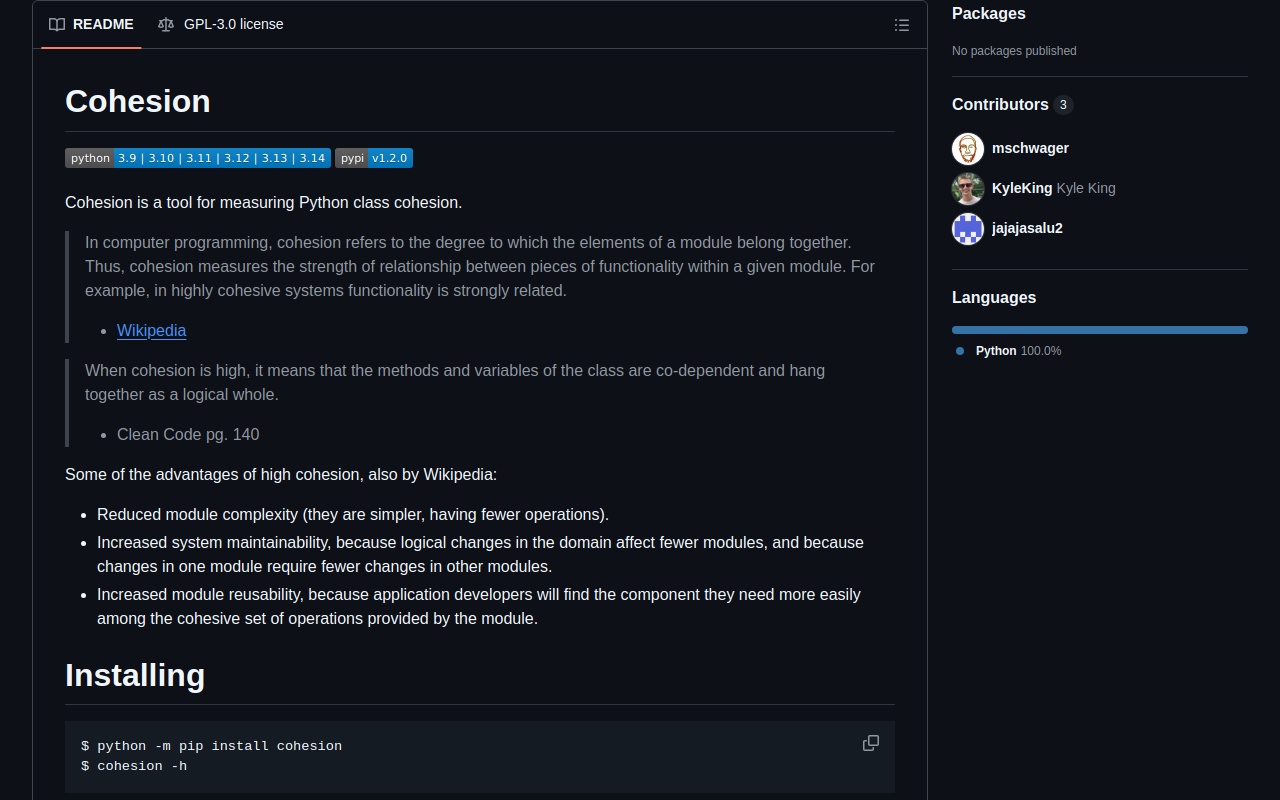 README
GPL-3.0 license
Cohesion
python 3.9 | 3.10 | 3.11 | 3.12 | 3.13 | 3.14
pypi v1.2.0
Cohesion is a tool for measuring Python class cohesion.
In computer programming, cohesion refers to the degree to which the elements of a module belong together.
Thus, cohesion measures the strength of relationship between pieces of functionality within a given module. For
example, in highly cohesive systems functionality is strongly related.
Wikipedia
When cohesion is high, it means that the methods and variables of the class are co-dependent and hang
together as a logical whole.
Clean Code pg. 140
Some of the advantages of high cohesion, also by Wikipedia:
Reduced module complexity (they are simpler, having fewer operations).
Increased system maintainability, because logical changes in the domain affect fewer modules, and because
changes in one module require fewer changes in other modules.
Increased module reusability, because application developers will find the component they need more easily
among the cohesive set of operations provided by the module.
Installing
$ python -m pip install cohesion
$ cohesion -h
Packages
No packages published
Contributors 3
mschwager
KyleKing Kyle King
jajajasalu2
Languages
Python 100.0%